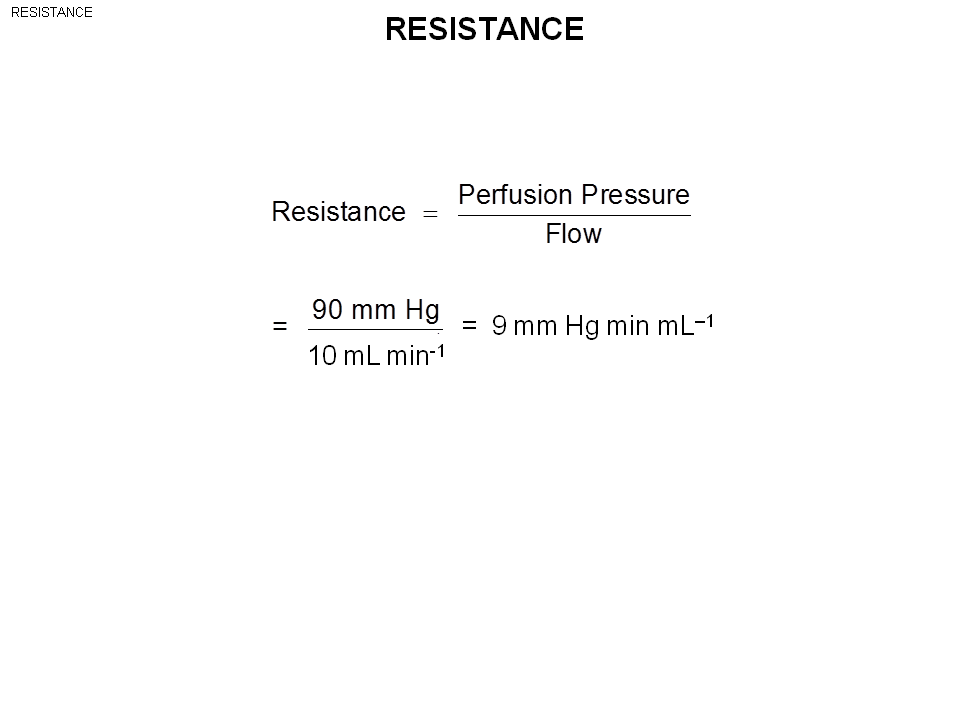 RESISTANCE
RESISTANCE
Resistance = Perfusion Pressure
Flow
= 90 mm Hg = 9 mm Hg min mL–1
10 mL min-1